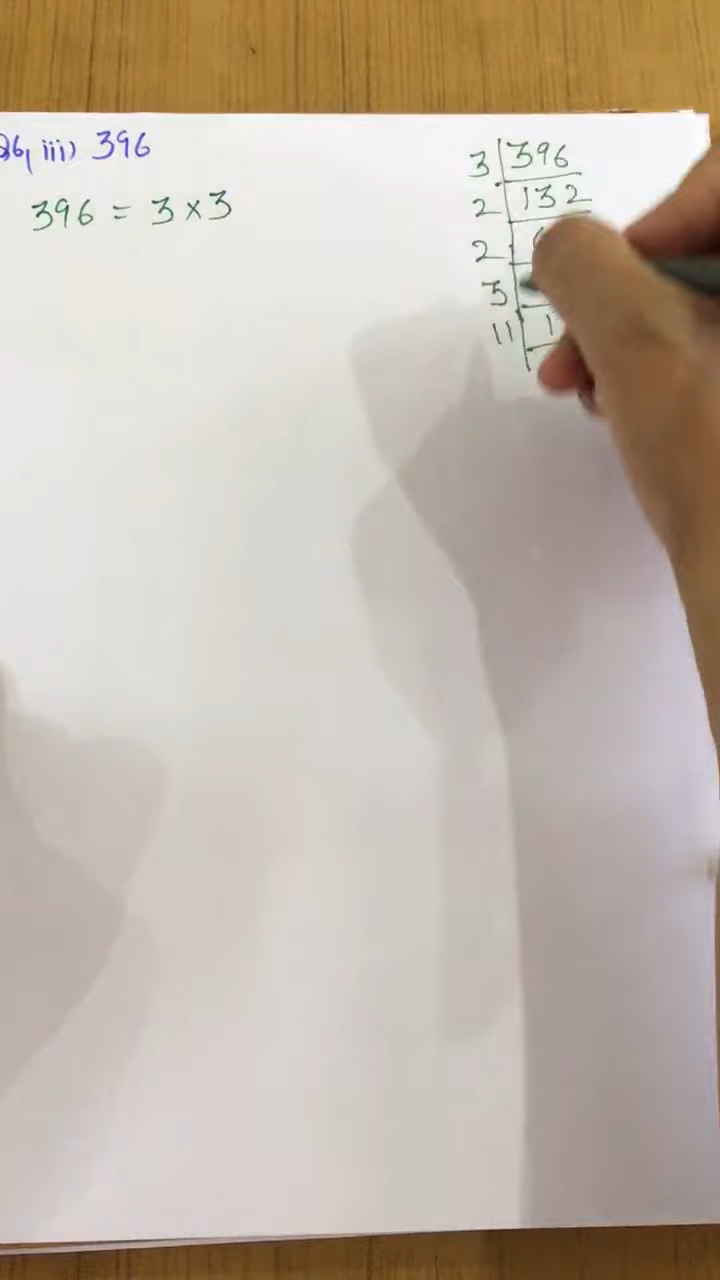 iii) 396
396 = 3 × 3
3 | 396
2 | 132
2
3
11